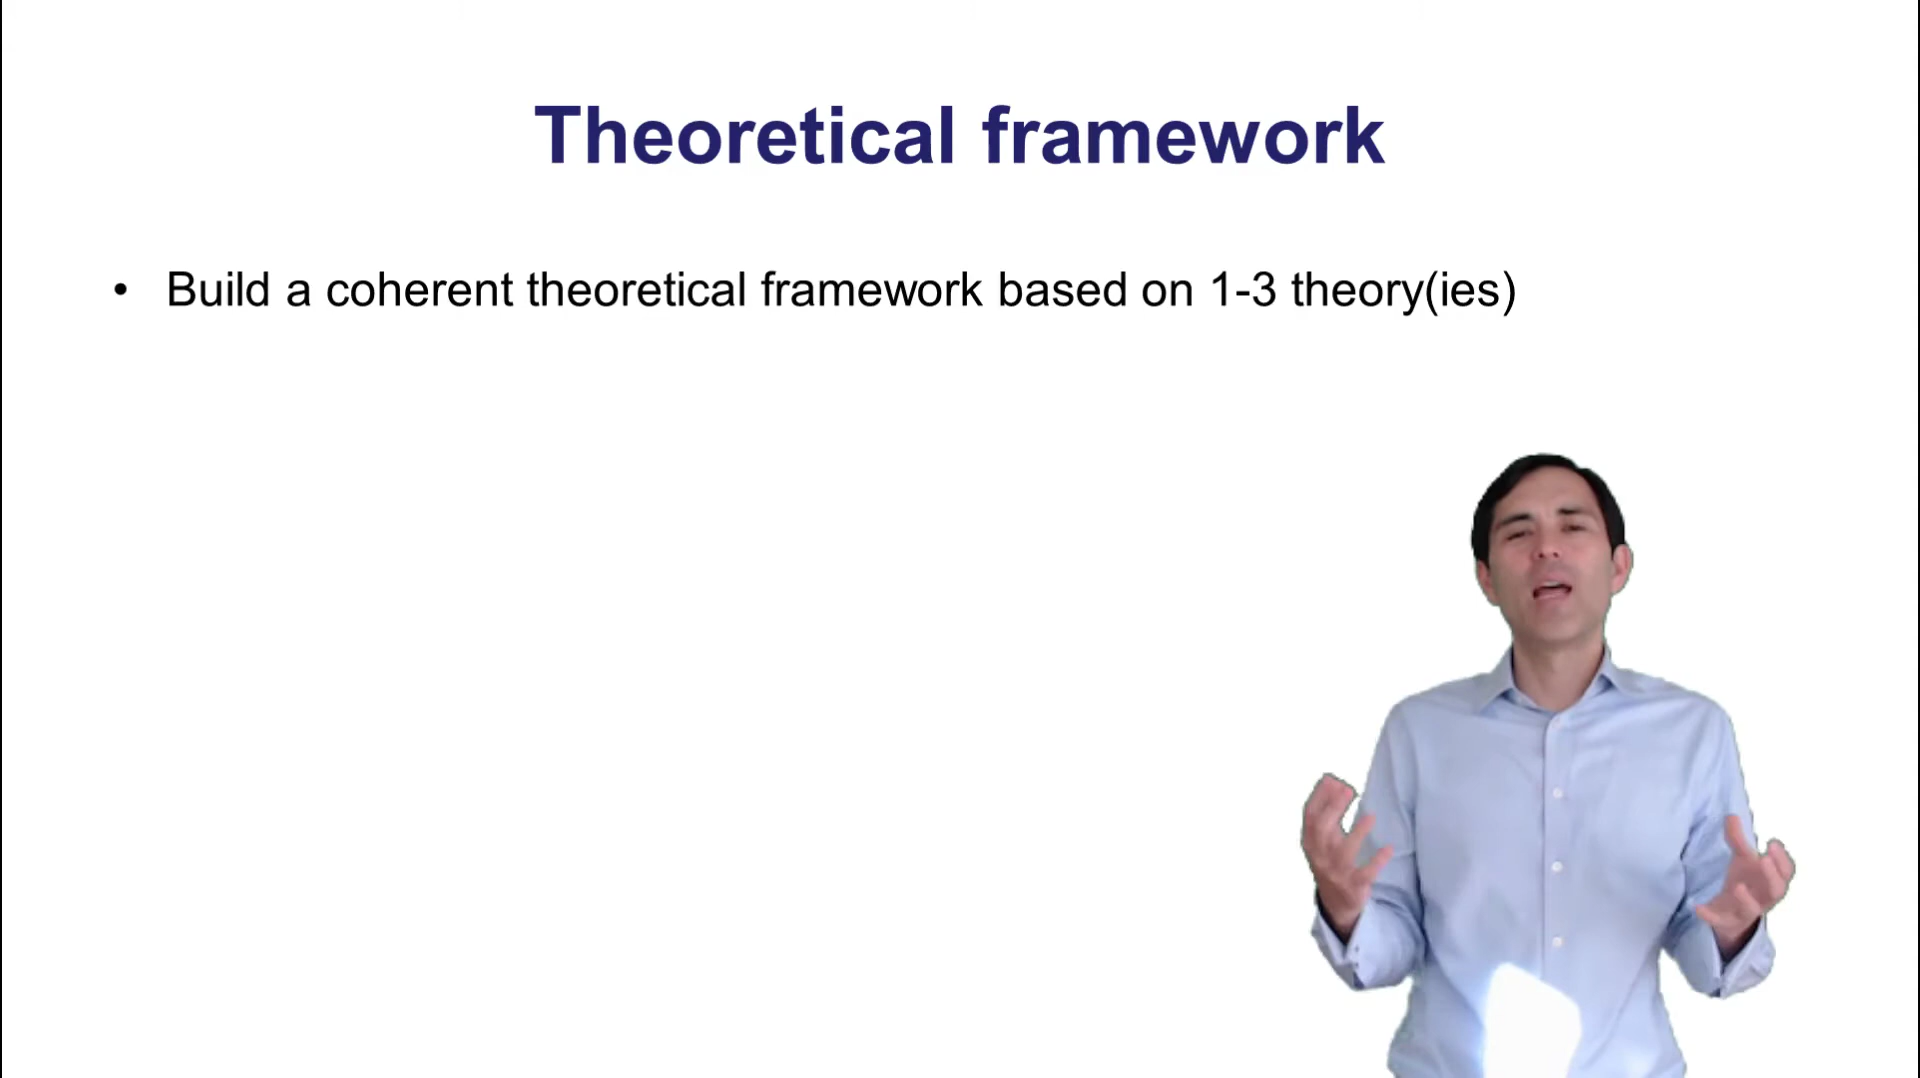 Theoretical framework
• Build a coherent theoretical framework based on 1-3 theory(ies)